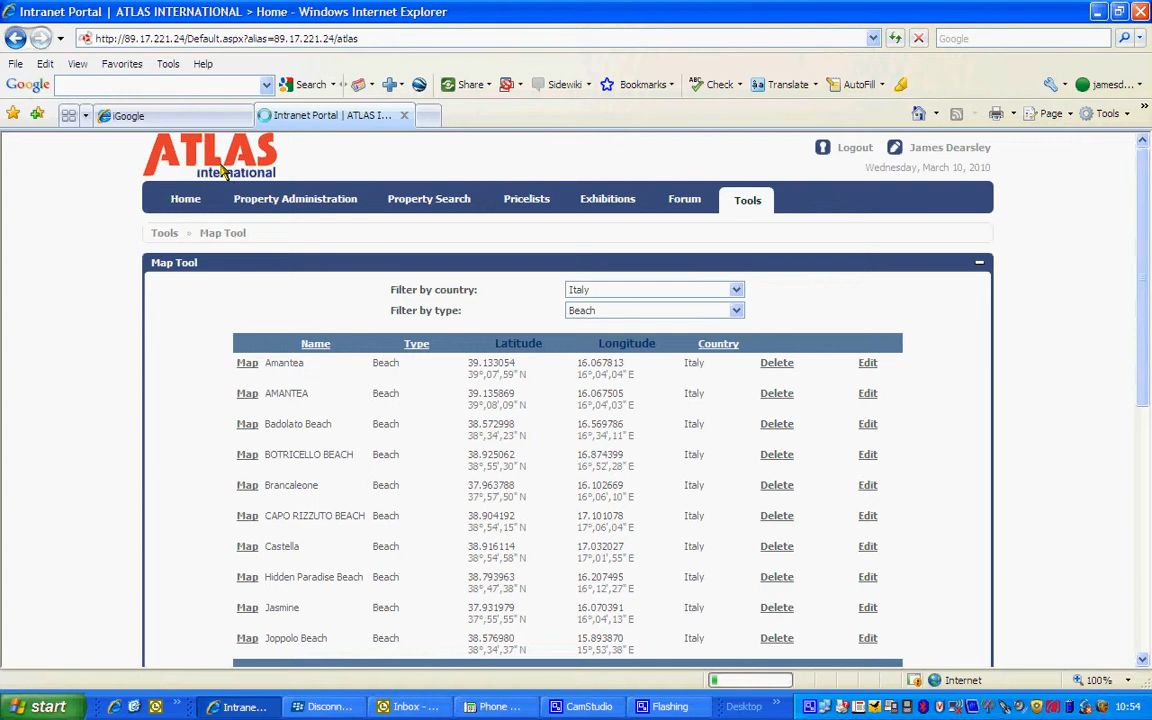 Intranet Portal | ATLAS INTERNATIONAL > Home - Windows Internet Explorer
http://89.17.221.24/Default.aspx?alias=89.17.221.24/atlas
Google
File Edit View Favorites Tools Help
Google Search Share Sidewiki Bookmarks Check Translate AutoFill jamesd...
iGoogle Intranet Portal | ATLAS I... Page Tools
ATLAS
international
Logout James Dearsley
Wednesday, March 10, 2010
Home Property Administration Property Search Pricelists Exhibitions Forum Tools
Tools » Map Tool
Map Tool
Filter by country: Italy
Filter by type: Beach
Name Type Latitude Longitude Country
Map Amantea Beach 39.133054 16.067813 Italy Delete Edit
39°,07',59" N 16°,04',04" E
Map AMANTEA Beach 39.135869 16.067505 Italy Delete Edit
39°,08',09" N 16°,04',03" E
Map Badolato Beach Beach 38.572998 16.569786 Italy Delete Edit
38°,34',23" N 16°,34',11" E
Map BOTRICELLO BEACH Beach 38.925062 16.874399 Italy Delete Edit
38°,55',30" N 16°,52',28" E
Map Brancaleone Beach 37.963788 16.102669 Italy Delete Edit
37°,57',50" N 16°,06',10" E
Map CAPO RIZZUTO BEACH Beach 38.904192 17.101078 Italy Delete Edit
38°,54',15" N 17°,06',04" E
Map Castella Beach 38.916114 17.032027 Italy Delete Edit
38°,54',58" N 17°,01',55" E
Map Hidden Paradise Beach Beach 38.793963 16.207495 Italy Delete Edit
38°,47',38" N 16°,12',27" E
Map Jasmine Beach 37.931979 16.070391 Italy Delete Edit
37°,55',55" N 16°,04',13" E
Map Joppolo Beach Beach 38.576980 15.893870 Italy Delete Edit
38°,34',37" N 15°,53',38" E
Internet 100%
start Intrane... Disconn... Inbox - ... Phone ... CamStudio Flashing Desktop 10:54